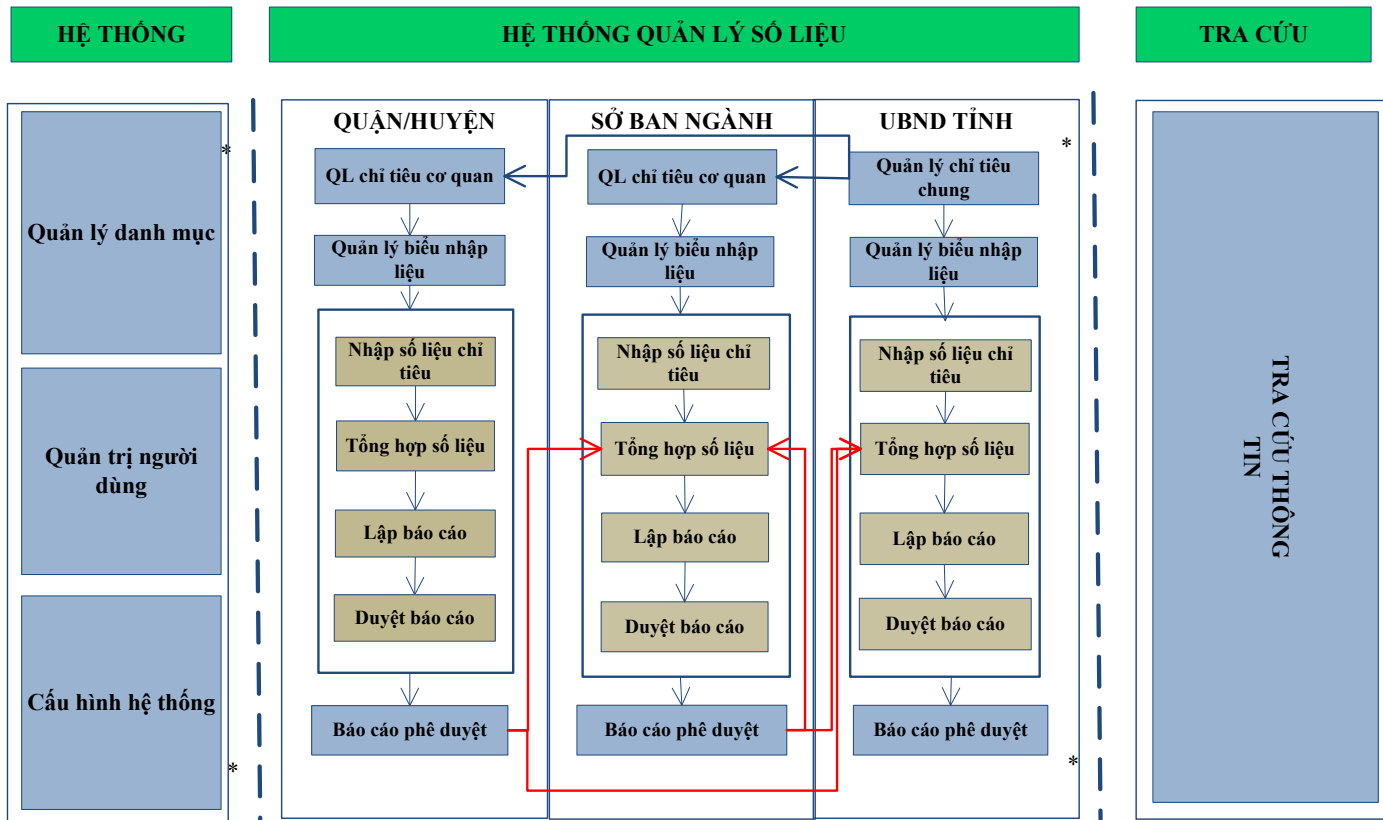 HỆ THỐNG
HỆ THỐNG QUẢN LÝ SỐ LIỆU
TRA CỨU
Quản lý danh mục
*
Quản trị người
dùng
Cấu hình hệ thống
*
QUẬN/HUYỆN
QL chỉ tiêu cơ quan
Quản lý biểu nhập
liệu
Nhập số liệu chỉ
tiêu
Tổng hợp số liệu
Lập báo cáo
Duyệt báo cáo
Báo cáo phê duyệt
SỞ BAN NGÀNH
QL chỉ tiêu cơ quan
Quản lý biểu nhập
liệu
Nhập số liệu chỉ
tiêu
Tổng hợp số liệu
Lập báo cáo
Duyệt báo cáo
Báo cáo phê duyệt
UBND TỈNH
*
Quản lý chỉ tiêu
chung
Quản lý biểu nhập
liệu
Nhập số liệu chỉ
tiêu
Tổng hợp số liệu
Lập báo cáo
Duyệt báo cáo
Báo cáo phê duyệt
*
TRA CỨU THÔNG
TIN